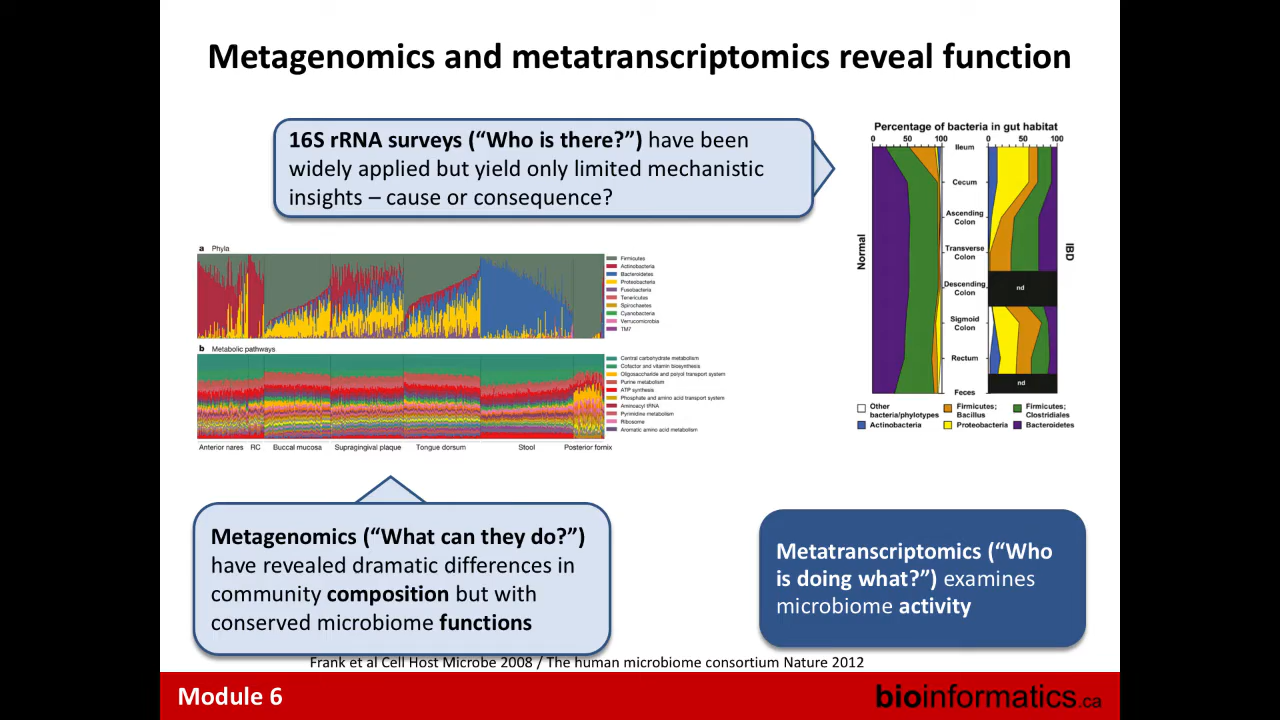 Metagenomics and metatranscriptomics reveal function
16S rRNA surveys (“Who is there?”) have been
widely applied but yield only limited mechanistic
insights – cause or consequence?
Percentage of bacteria in gut habitat
0 50 100 0 50 100
Ileum
Cecum
Ascending
Colon
Transverse
Colon
Descending
Colon
Sigmoid
Colon
Rectum
Feces
Normal
IBD
nd
nd
Other
bacteria/phylotypes
Firmicutes;
Bacillus
Firmicutes;
Clostridiales
Actinobacteria
Proteobacteria
Bacteroidetes
a Phyla
Firmicutes
Actinobacteria
Bacteroidetes
Proteobacteria
Fusobacteria
Tenericutes
Spirochaetes
Cyanobacteria
Verrucomicrobia
TM7
b Metabolic pathways
Central carbohydrate metabolism
Cofactor and vitamin biosynthesis
Oligosaccharide and polyol transport system
Purine metabolism
ATP synthesis
Phosphate and amino acid transport system
Aminoacyl tRNA
Pyrimidine metabolism
Ribosome
Aromatic amino acid metabolism
Anterior nares RC Buccal mucosa Supragingival plaque Tongue dorsum Stool Posterior fornix
Metagenomics (“What can they do?”)
have revealed dramatic differences in
community composition but with
conserved microbiome functions
Metatranscriptomics (“Who
is doing what?”) examines
microbiome activity
Frank et al Cell Host Microbe 2008 / The human microbiome consortium Nature 2012
Module 6
bioinformatics.ca